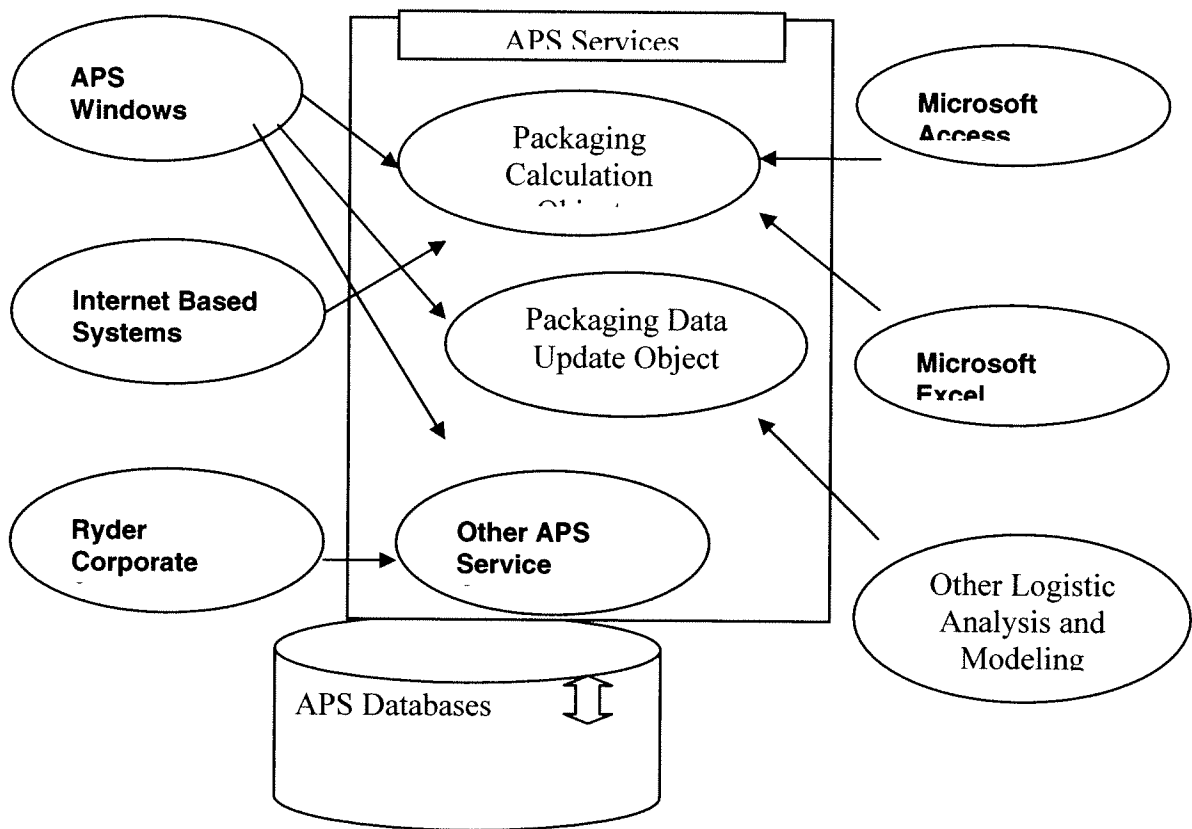 APS Services
APS
Windows
Packaging
Calculation
Microsoft
Access
Internet Based
Systems
Packaging Data
Update Object
Microsoft
Excel
Ryder
Corporate
Other APS
Service
Other Logistic
Analysis and
Modeling
APS Databases